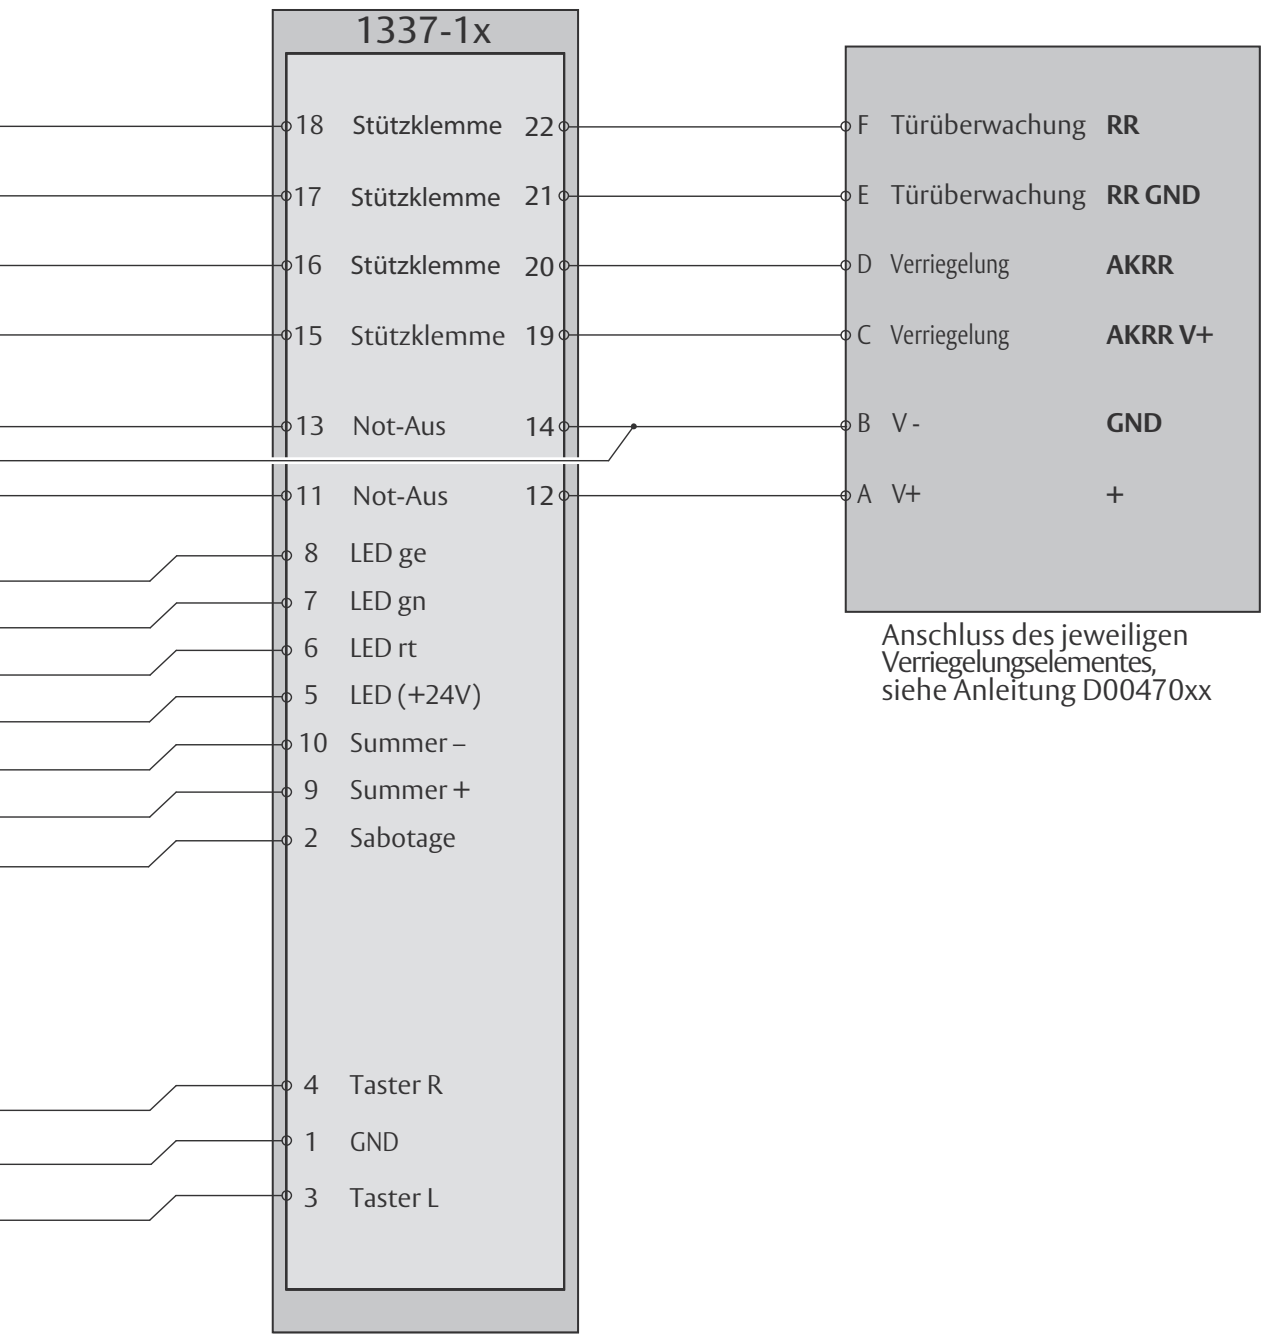 1337-1x
18 Stützklemme 22
17 Stützklemme 21
16 Stützklemme 20
15 Stützklemme 19
13 Not-Aus 14
11 Not-Aus 12
8 LED ge
7 LED gn
6 LED rt
5 LED (+24V)
10 Summer –
9 Summer +
2 Sabotage
4 Taster R
1 GND
3 Taster L
F Türüberwachung RR
E Türüberwachung RR GND
D Verriegelung AKRR
C Verriegelung AKRR V+
B V - GND
A V+ +
Anschluss des jeweiligen
Verriegelungselementes,
siehe Anleitung D00470xx